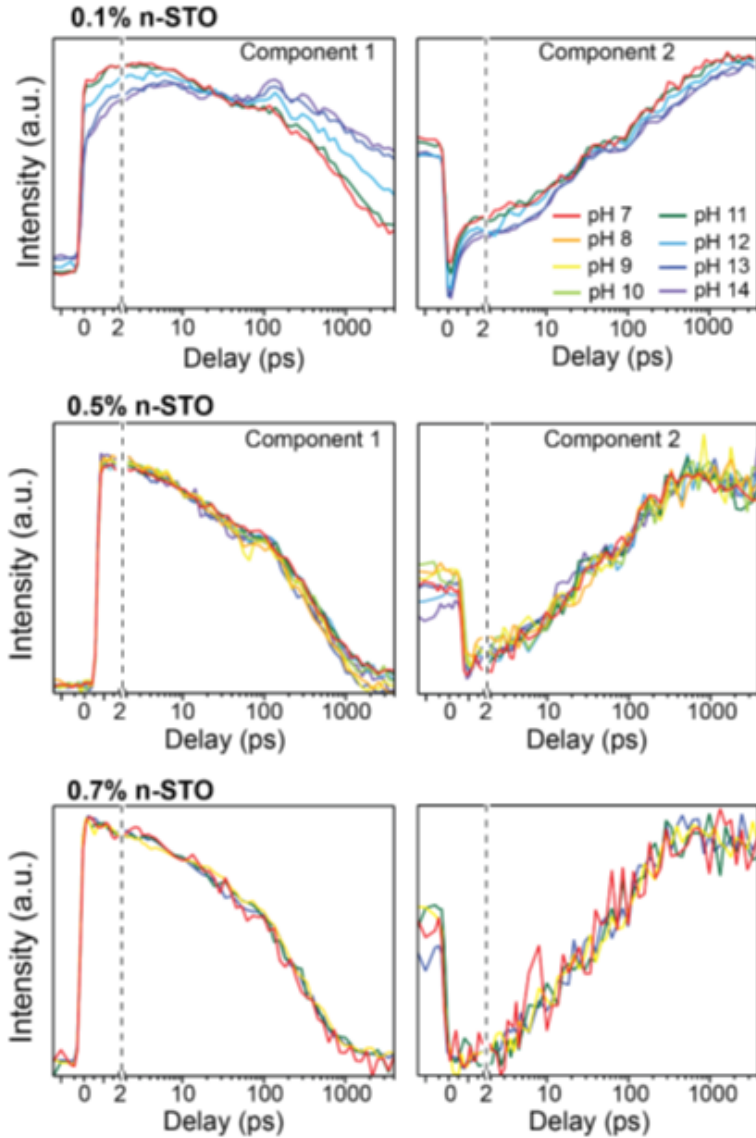 0.1% n-STO
Component 1
Component 2
Intensity (a.u.)
pH 7
pH 8
pH 9
pH 10
pH 11
pH 12
pH 13
pH 14
0 2 10 100 1000
0 2 10 100 1000
Delay (ps)
Delay (ps)
0.5% n-STO
Component 1
Component 2
Intensity (a.u.)
0 2 10 100 1000
0 2 10 100 1000
Delay (ps)
Delay (ps)
0.7% n-STO
Intensity (a.u.)
0 2 10 100 1000
0 2 10 100 1000
Delay (ps)
Delay (ps)